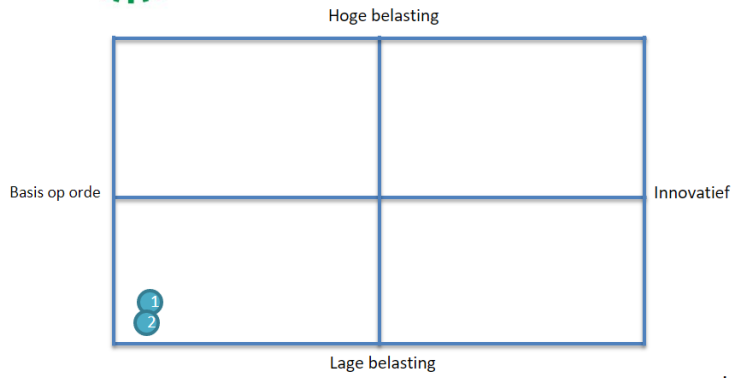 Hoge belasting
Basis op orde
Innovatief
1
2
Lage belasting